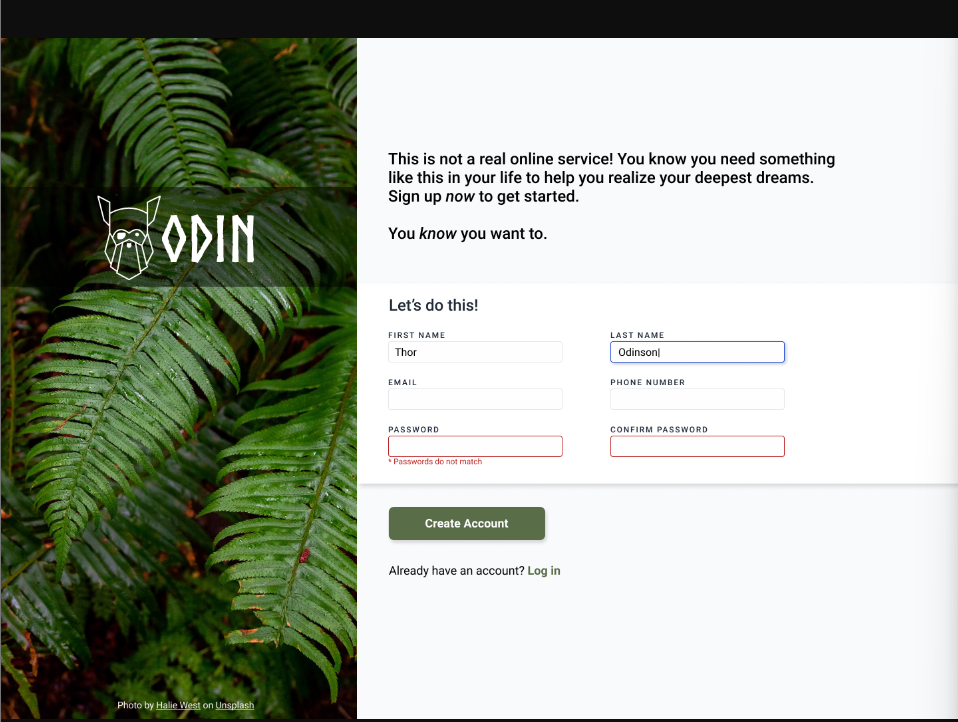 ODIN
Photo by Halie West on Unsplash
This is not a real online service! You know you need something
like this in your life to help you realize your deepest dreams.
Sign up now to get started.
You know you want to.
Let's do this!
FIRST NAME
Thor
LAST NAME
Odinson
EMAIL
PHONE NUMBER
PASSWORD
* Passwords do not match
CONFIRM PASSWORD
Create Account
Already have an account? Log in